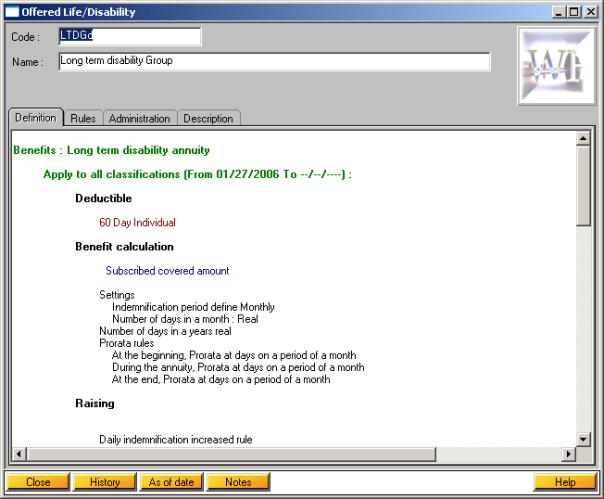 Offered Life/Disability
Code : LTDGd
Name : Long term disability Group
Definition Rules Administration Description
Benefits : Long term disability annuity
Apply to all classifications (From 01/27/2006 To --/--/----) :
Deductible
60 Day Individual
Benefit calculation
Subscribed covered amount
Settings
Indemnification period define Monthly
Number of days in a month : Real
Number of days in a years real
Prorata rules
At the beginning, Prorata at days on a period of a month
During the annuity, Prorata at days on a period of a month
At the end, Prorata at days on a period of a month
Raising
Daily indemnification increased rule
Close History As of date Notes Help